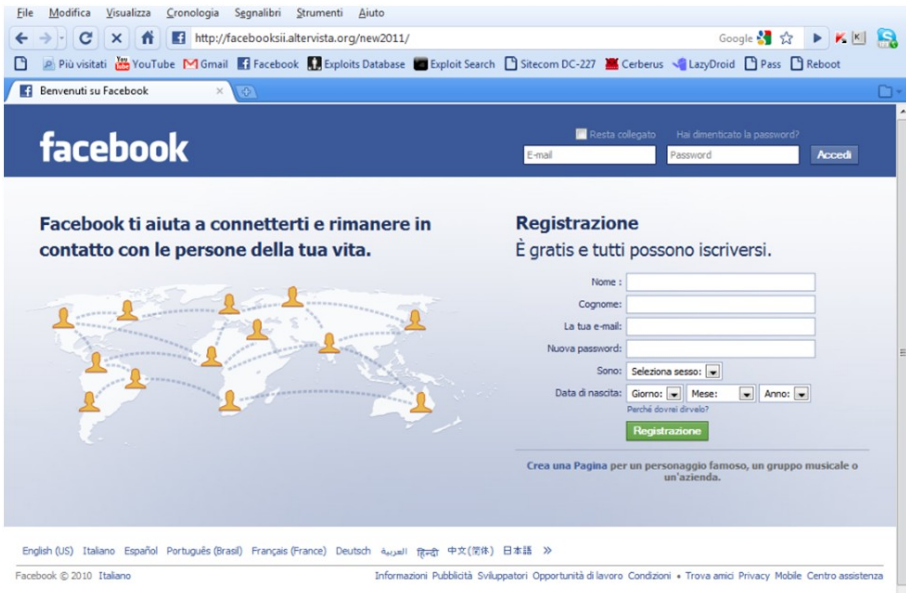 File Modifica Visualizza Cronologia Segnalibri Strumenti Aiuto
http://facebooksii.altervista.org/new2011/ Google
Più visitati YouTube Gmail Facebook Exploits Database Exploit Search Sitecom DC-227 Cerberus LazyDroid Pass Reboot
Benvenuti su Facebook
facebook
Resta collegato Hai dimenticato la password?
E-mail Password Accedi
Facebook ti aiuta a connetterti e rimanere in
contatto con le persone della tua vita.
Registrazione
È gratis e tutti possono iscriversi.
Nome :
Cognome:
La tua e-mail:
Nuova password:
Sono: Seleziona sesso:
Data di nascita: Giorno: Mese: Anno:
Perché dovrei dirvelo?
Registrazione
Crea una Pagina per un personaggio famoso, un gruppo musicale o
un'azienda.
English (US) Italiano Español Português (Brasil) Français (France) Deutsch العربية हिन्दी 中文(简体) 日本語 »
Facebook © 2010 Italiano Informazioni Pubblicità Sviluppatori Opportunità di lavoro Condizioni • Trova amici Privacy Mobile Centro assistenza